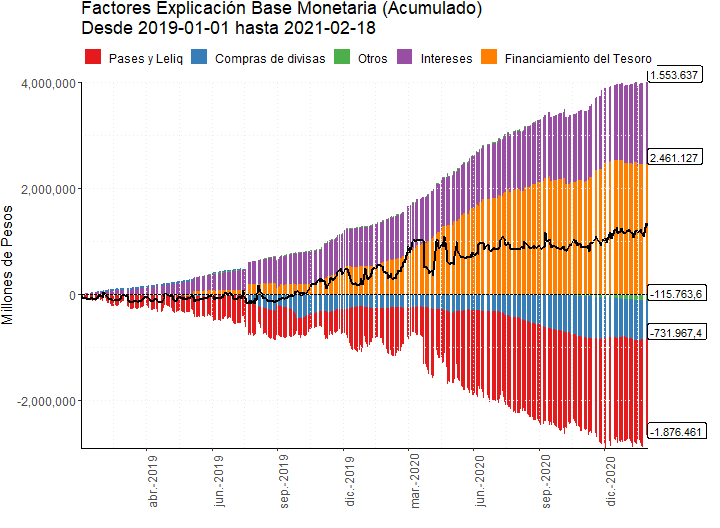 Factores Explicación Base Monetaria (Acumulado)
Desde 2019-01-01 hasta 2021-02-18
Pases y Leliq Compras de divisas Otros Intereses Financiamiento del Tesoro
Millones de Pesos
4,000,000
2,000,000
0
-2,000,000
1.553.637
2.461.127
-115.763,6
-731.967,4
-1.876.461
abr.-2019
jun.-2019
sep.-2019
dic.-2019
mar.-2020
jun.-2020
sep.-2020
dic.-2020